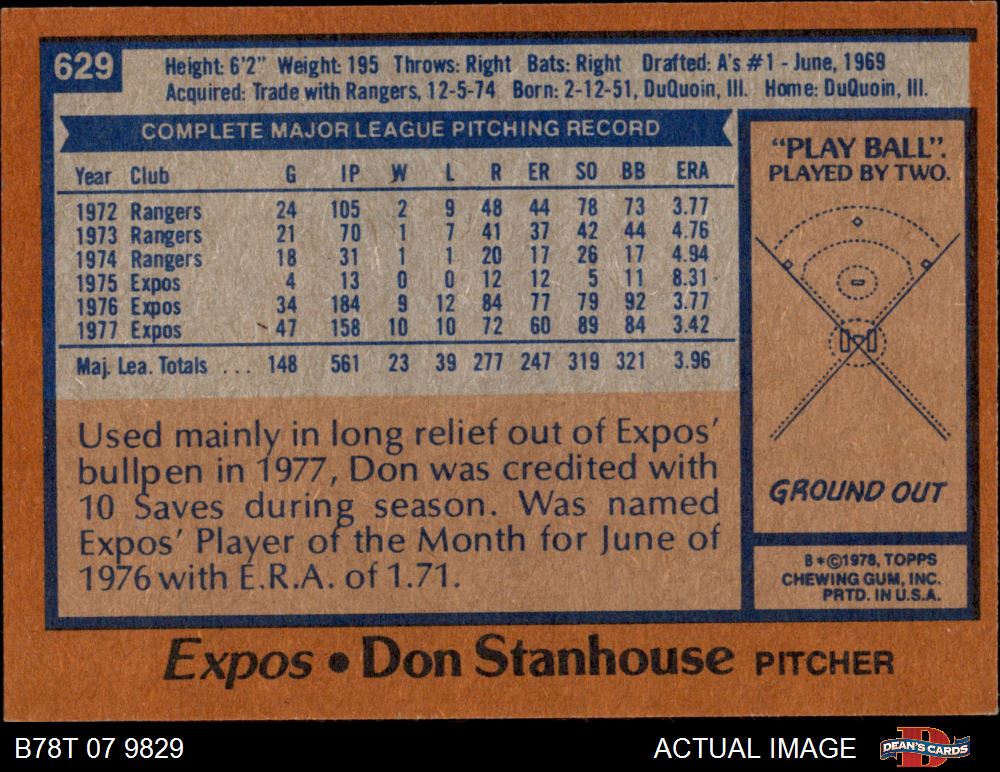 629
Height: 6'2" Weight: 195 Throws: Right Bats: Right Drafted: A's #1 - June, 1969
Acquired: Trade with Rangers, 12-5-74 Born: 2-12-51, DuQuoin, Ill. Home: DuQuoin, Ill.
COMPLETE MAJOR LEAGUE PITCHING RECORD
Year Club G IP W L R ER SO BB ERA
1972 Rangers 24 105 2 9 48 44 78 73 3.77
1973 Rangers 21 70 1 7 41 37 42 44 4.76
1974 Rangers 18 31 1 1 20 17 26 17 4.94
1975 Expos 4 13 0 0 12 12 5 11 8.31
1976 Expos 34 184 9 12 84 77 79 92 3.77
1977 Expos 47 158 10 10 72 60 89 84 3.42
Maj. Lea. Totals ... 148 561 23 39 277 247 319 321 3.96
Used mainly in long relief out of Expos'
bullpen in 1977, Don was credited with
10 Saves during season. Was named
Expos' Player of the Month for June of
1976 with E.R.A. of 1.71.
"PLAY BALL".
PLAYED BY TWO.
GROUND OUT
B*©1978, TOPPS
CHEWING GUM, INC.
PRTD. IN U.S.A.
Expos • Don Stanhouse PITCHER
B78T 07 9829
ACTUAL IMAGE
DEAN'S CARDS